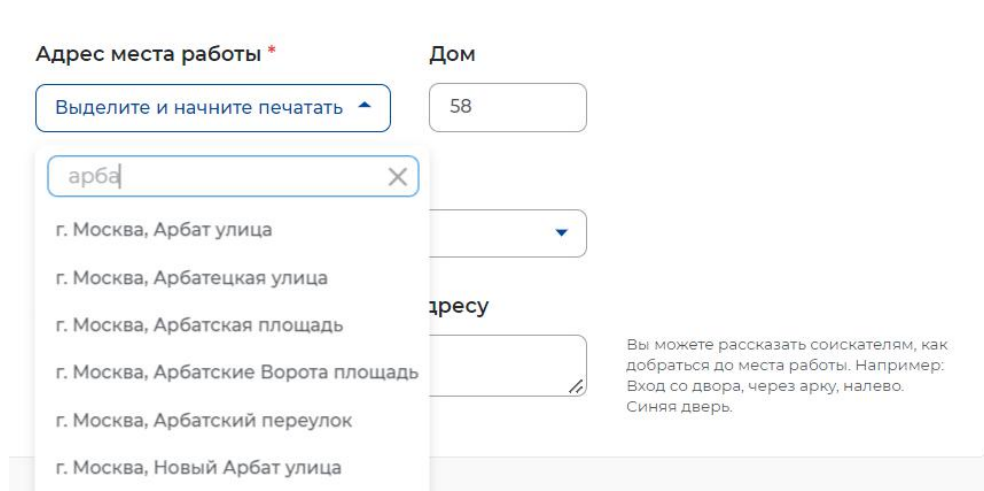 Адрес места работы *
Дом
Выделите и начните печатать
58
арба
г. Москва, Арбат улица
г. Москва, Арбатецкая улица
г. Москва, Арбатская площадь
г. Москва, Арбатские Ворота площадь
г. Москва, Арбатский переулок
г. Москва, Новый Арбат улица
дресу
Вы можете рассказать соискателям, как
добраться до места работы. Например:
Вход со двора, через арку, налево.
Синяя дверь.